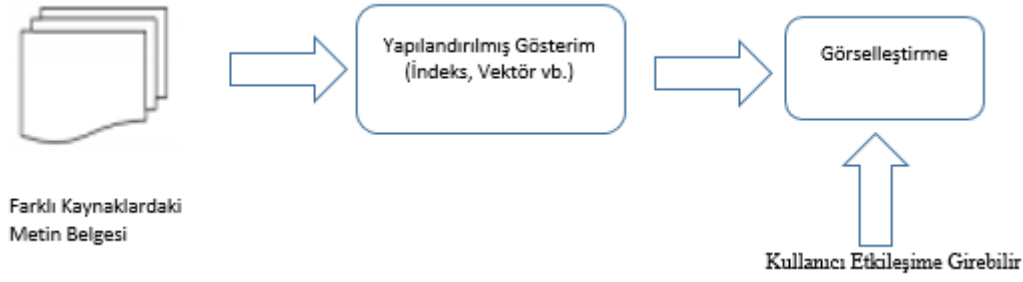 Yapılandırılmış Gösterim
(İndeks, Vektör vb.)
Görselleştirme
Farklı Kaynaklardaki
Metin Belgesi
Kullanıcı Etkileşime Girebilir